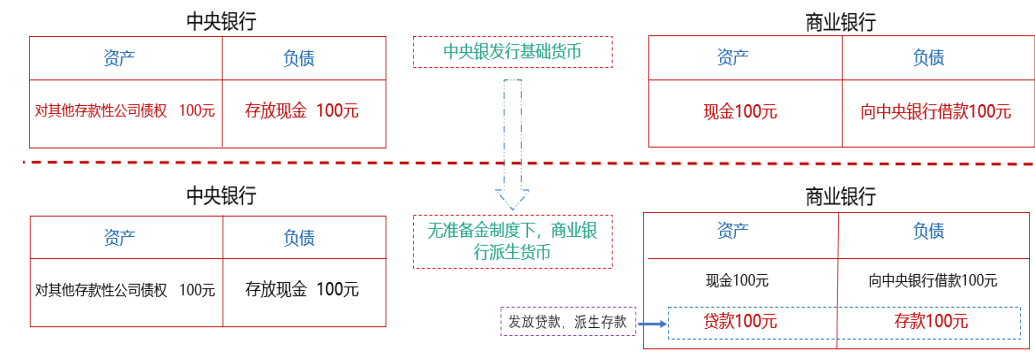 中央银行
商业银行
资产 负债
中央银发行基础货币
资产 负债
对其他存款性公司债权 100元 存放现金 100元
现金100元 向中央银行借款100元
中央银行
商业银行
资产 负债
无准备金制度下，商业银
行派生货币
资产 负债
对其他存款性公司债权 100元 存放现金 100元
现金100元 向中央银行借款100元
发放贷款，派生存款
贷款100元 存款100元